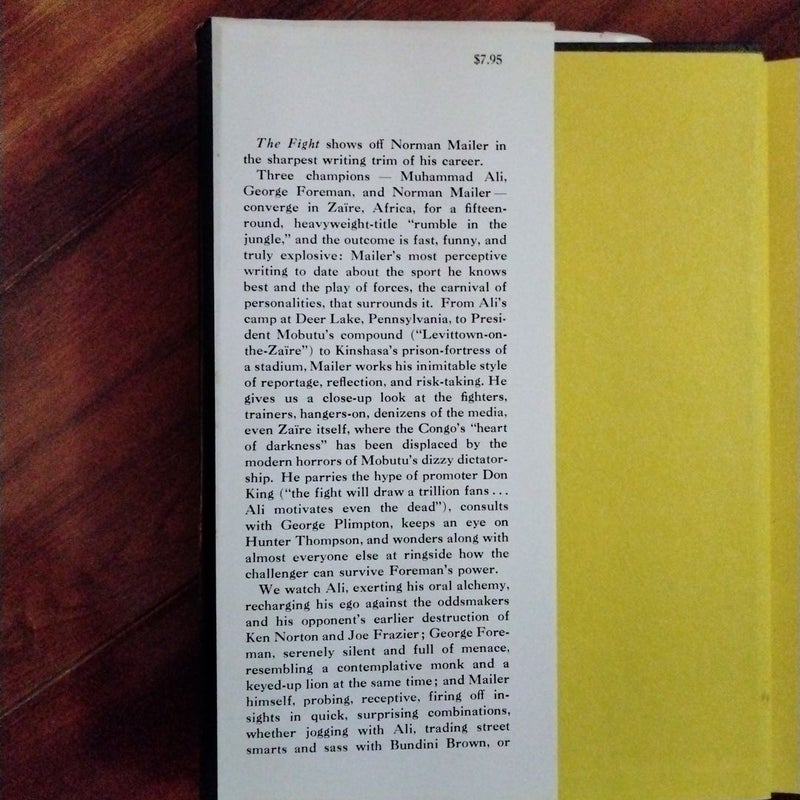 $7.95
The Fight shows off Norman Mailer in
the sharpest writing trim of his career.
Three champions — Muhammad Ali,
George Foreman, and Norman Mailer—
converge in Zaïre, Africa, for a fifteen-
round, heavyweight-title “rumble in the
jungle,” and the outcome is fast, funny, and
truly explosive: Mailer’s most perceptive
writing to date about the sport he knows
best and the play of forces, the carnival of
personalities, that surrounds it. From Ali’s
camp at Deer Lake, Pennsylvania, to Presi-
dent Mobutu’s compound (“Levittown-on-
the-Zaïre”) to Kinshasa’s prison-fortress of
a stadium, Mailer works his inimitable style
of reportage, reflection, and risk-taking. He
gives us a close-up look at the fighters,
trainers, hangers-on, denizens of the media,
even Zaïre itself, where the Congo’s “heart
of darkness” has been displaced by the
modern horrors of Mobutu’s dizzy dictator-
ship. He parries the hype of promoter Don
King (“the fight will draw a trillion fans...
Ali motivates even the dead”), consults
with George Plimpton, keeps an eye on
Hunter Thompson, and wonders along with
almost everyone else at ringside how the
challenger can survive Foreman’s power.
We watch Ali, exerting his oral alchemy,
recharging his ego against the oddsmakers
and his opponent’s earlier destruction of
Ken Norton and Joe Frazier; George Fore-
man, serenely silent and full of menace,
resembling a contemplative monk and a
keyed-up lion at the same time; and Mailer
himself, probing, receptive, firing off in-
sights in quick, surprising combinations,
whether jogging with Ali, trading street
smarts and sass with Bundini Brown, or